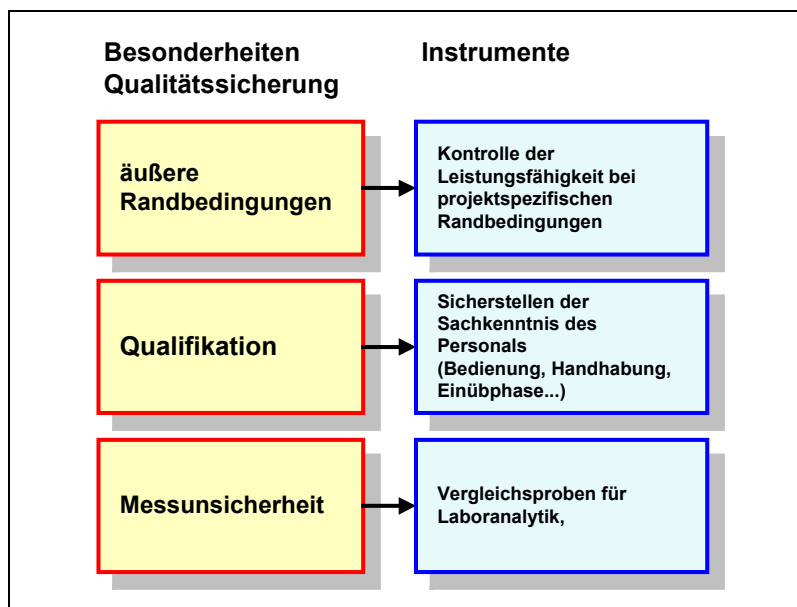 Besonderheiten
Qualitätssicherung
Instrumente
äußere
Randbedingungen
Kontrolle der
Leistungsfähigkeit bei
projektspezifischen
Randbedingungen
Qualifikation
Sicherstellen der
Sachkenntnis des
Personals
(Bedienung, Handhabung,
Einübphase...)
Messunsicherheit
Vergleichsproben für
Laboranalytik,